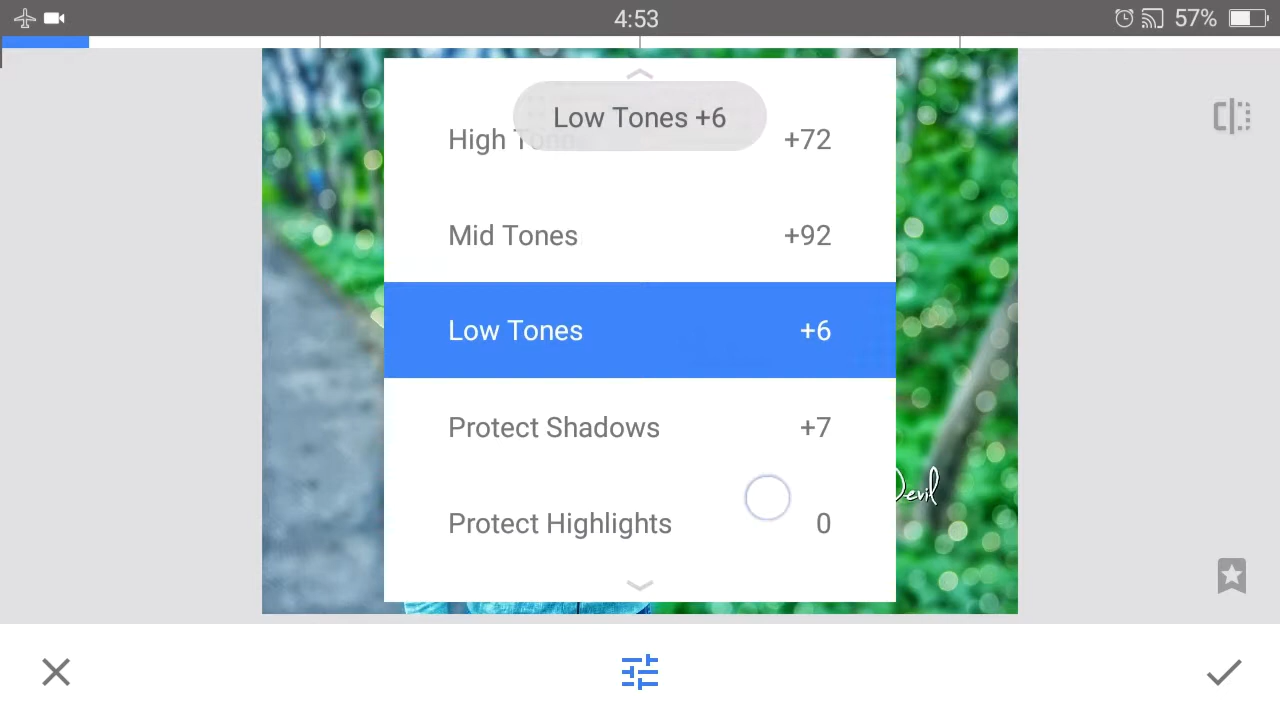 4:53
57%
Low Tones +6
High Tones +72
Mid Tones +92
Low Tones +6
Protect Shadows +7
Protect Highlights 0
Devil